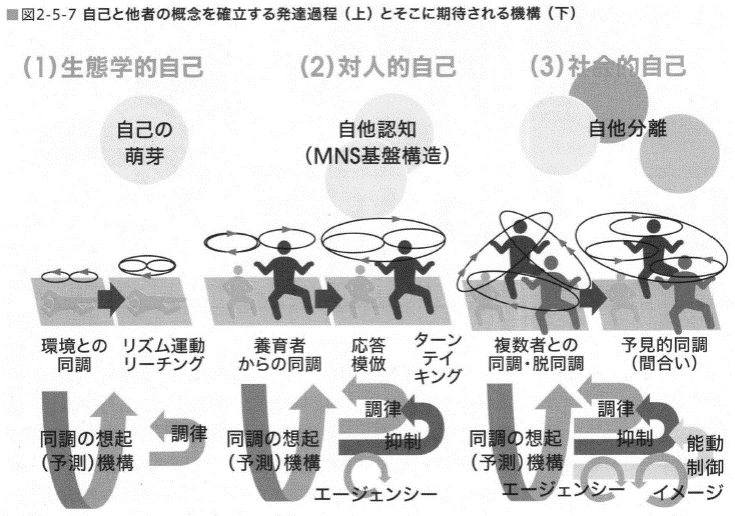 ■図2-5-7 自己と他者の概念を確立する発達過程（上）とそこに期待される機構（下）
（1）生態学的自己
（2）対人的自己
（3）社会的自己
自己の
萌芽
自他認知
（MNS基盤構造）
自他分離
環境との
同調
リズム運動
リーチング
養育者
からの同調
応答
模倣
ターン
テイ
キング
複数者との
同調・脱同調
予見的同調
（間合い）
同調の想起
（予測）機構
調律
同調の想起
（予測）機構
調律
抑制
エージェンシー
同調の想起
（予測）機構
調律
抑制
能動
制御
エージェンシー
イメージ